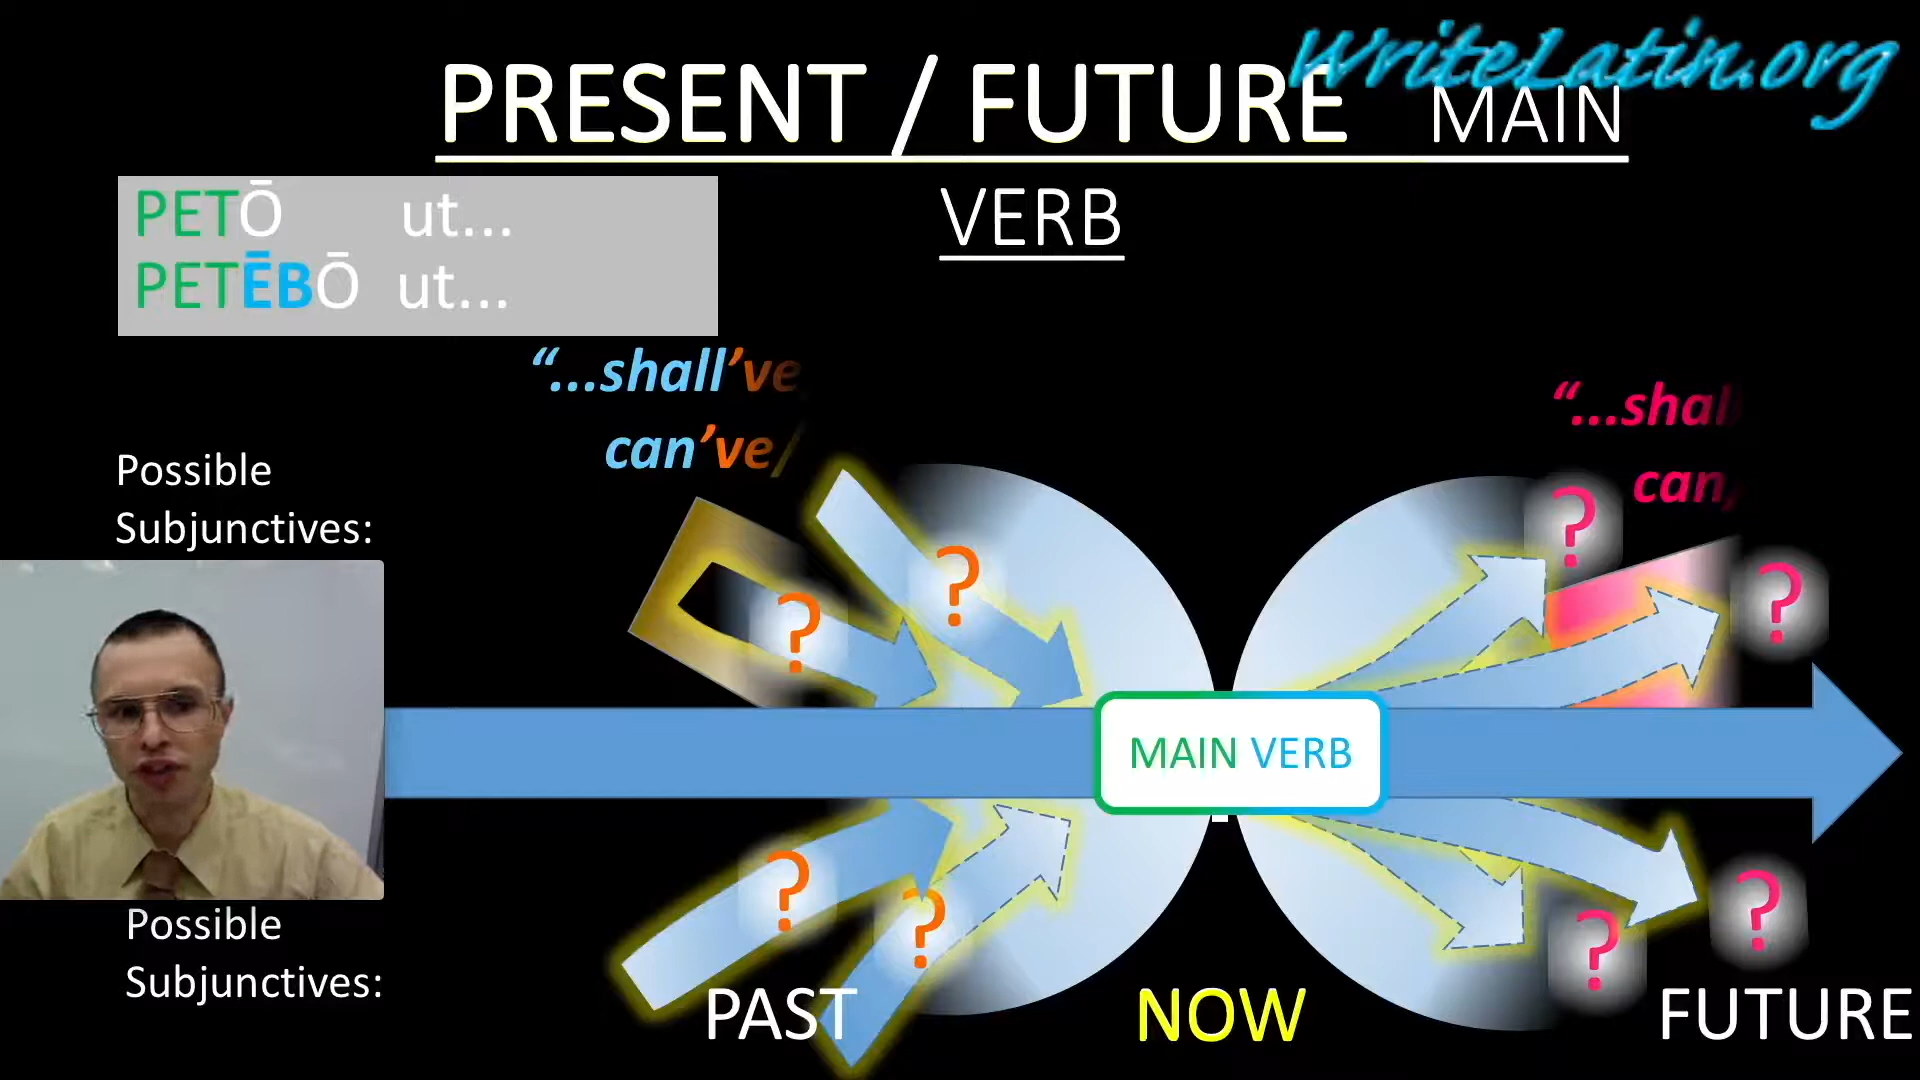 WriteLatin.org
PRESENT / FUTURE MAIN
VERB
PETŌ ut...
PETĒBŌ ut...
“...shall’ve
can’ve/
“...shal
can,
Possible
Subjunctives:
?
?
?
?
MAIN VERB
?
?
?
?
Possible
Subjunctives:
PAST
NOW
FUTURE